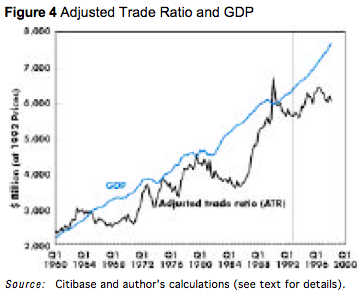 Figure 4 Adjusted Trade Ratio and GDP
8,000
7,000
6,000
5,000
4,000
3,000
2,000
$ Billion (at 1992 Prices)
GDP
Adjusted trade ratio (ATR)
Q1 Q1 Q1 Q1 Q1 Q1 Q1 Q1 Q1 Q1 Q1
1960 1964 1968 1972 1976 1980 1984 1988 1992 1996 2000
Source: Citibase and author's calculations (see text for details).